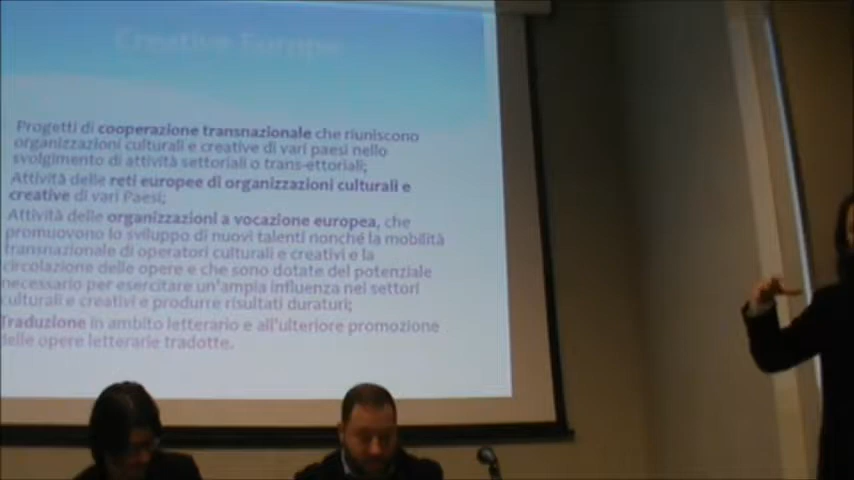 Creative Europe
Progetti di cooperazione transnazionale che riuniscono
organizzazioni culturali e creative di vari paesi nello
svolgimento di attività settoriali o trans-ettoriali;
Attività delle reti europee di organizzazioni culturali e
creative di vari Paesi;
Attività delle organizzazioni a vocazione europea, che
promuovono lo sviluppo di nuovi talenti nonché la mobilità
transnazionale di operatori culturali e creativi e la
circolazione delle opere e che sono dotate del potenziale
necessario per esercitare un'ampia influenza nei settori
culturali e creativi e produrre risultati duraturi;
Traduzione in ambito letterario e all'ulteriore promozione
delle opere letterarie tradotte.